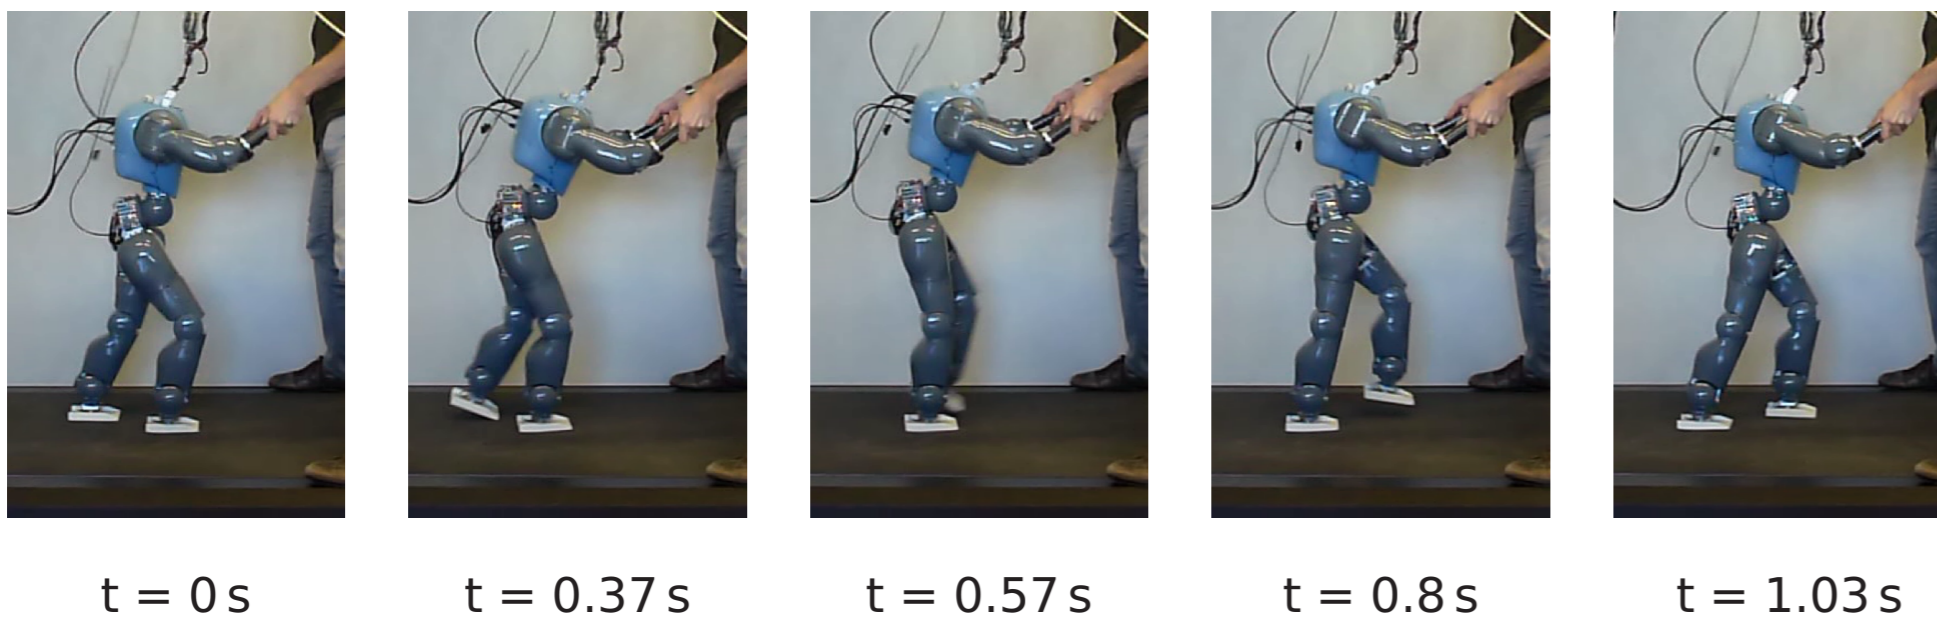 t = 0 s
t = 0.37 s
t = 0.57 s
t = 0.8 s
t = 1.03 s